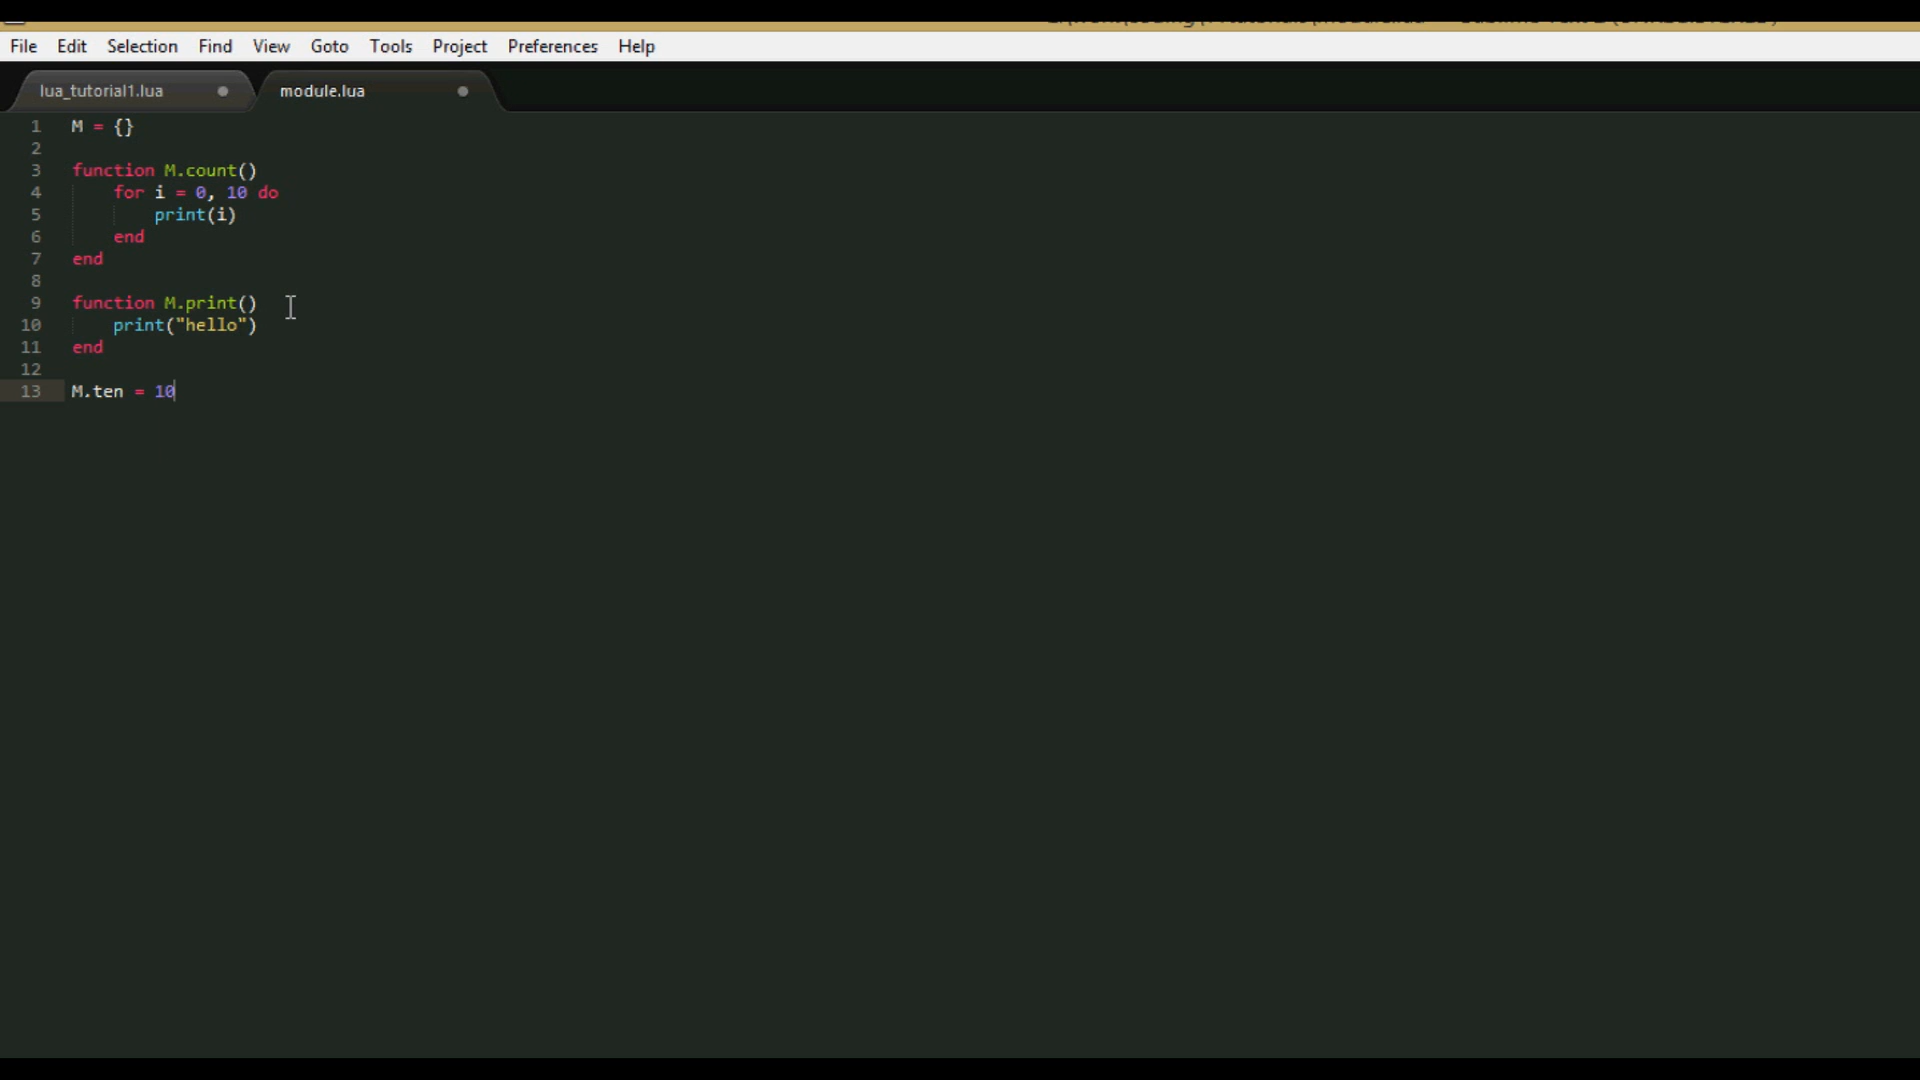 File Edit Selection Find View Goto Tools Project Preferences Help
lua_tutorial1.lua module.lua
1 M = {}
2
3 function M.count()
4 for i = 0, 10 do
5 print(i)
6 end
7 end
8
9 function M.print()
10 print("hello")
11 end
12
13 M.ten = 10